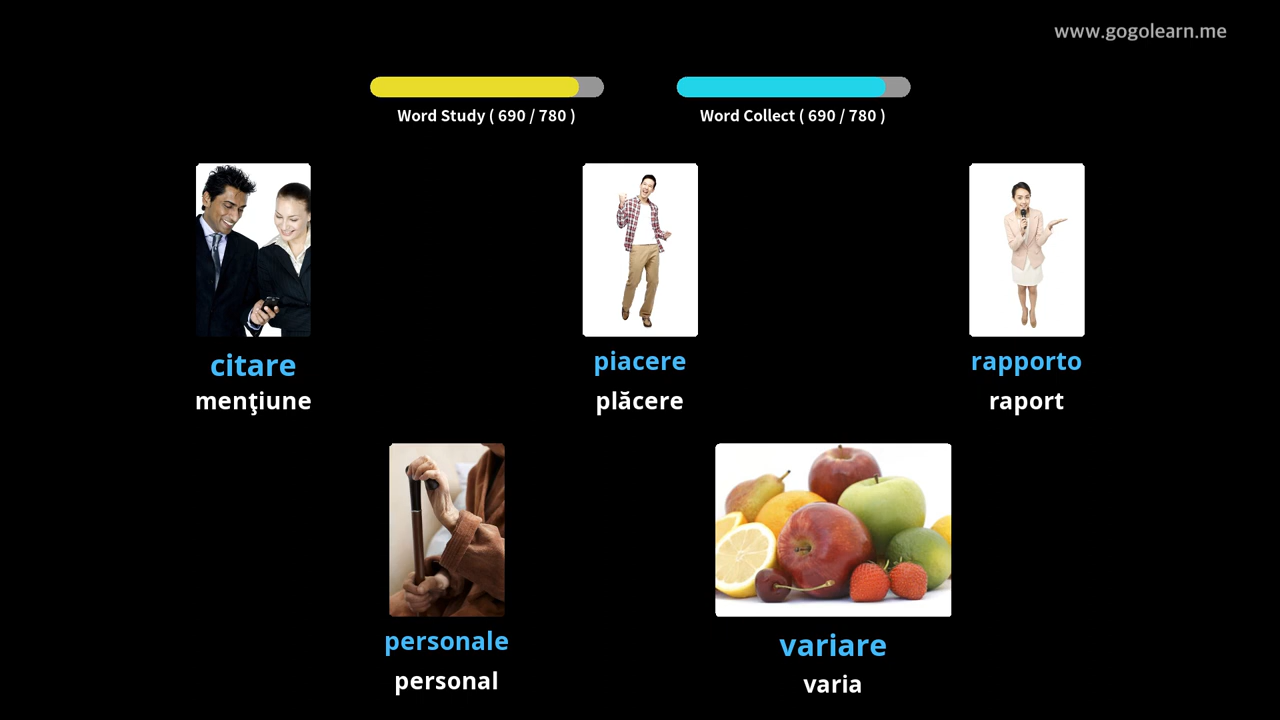 www.gogolearn.me
Word Study ( 690 / 780 )
Word Collect ( 690 / 780 )
citare
menţiune
piacere
plăcere
rapporto
raport
personale
personal
variare
varia